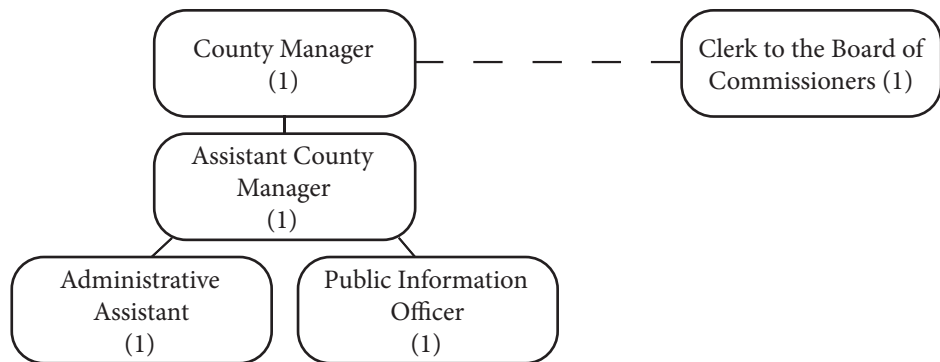 County Manager
(1)
Clerk to the Board of
Commissioners (1)
Assistant County
Manager
(1)
Administrative
Assistant
(1)
Public Information
Officer
(1)